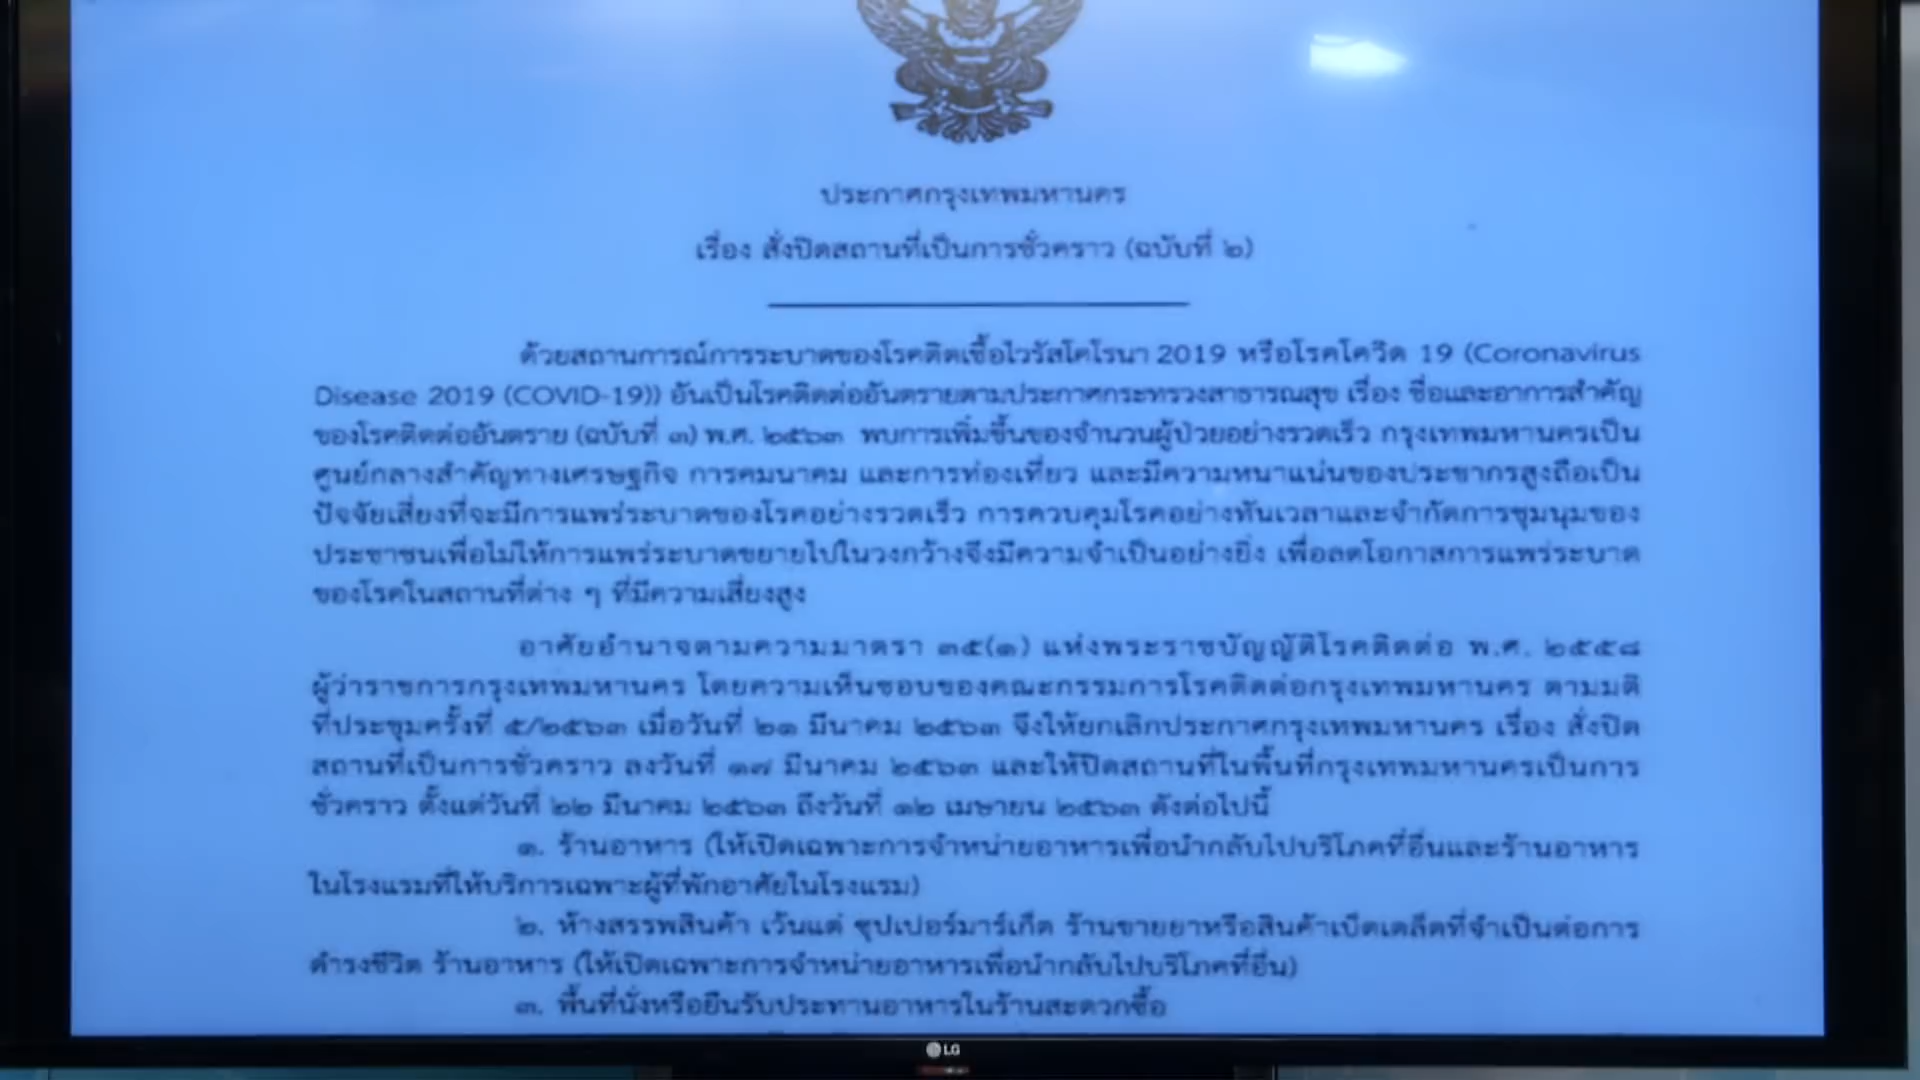 ประกาศกรุงเทพมหานคร
เรื่อง สั่งปิดสถานที่เป็นการชั่วคราว (ฉบับที่ ๒)
ด้วยสถานการณ์การระบาดของโรคติดเชื้อไวรัสโคโรนา 2019 หรือโรคโควิด 19 (Coronavirus
Disease 2019 (COVID-19)) อันเป็นโรคติดต่ออันตรายตามประกาศกระทรวงสาธารณสุข เรื่อง ชื่อและอาการสำคัญ
ของโรคติดต่ออันตราย (ฉบับที่ ๓) พ.ศ. ๒๕๖๓ พบการเพิ่มขึ้นของจำนวนผู้ป่วยอย่างรวดเร็ว กรุงเทพมหานครเป็น
ศูนย์กลางสำคัญทางเศรษฐกิจ การคมนาคม และการท่องเที่ยว และมีความหนาแน่นของประชากรสูงถือเป็น
ปัจจัยเสี่ยงที่จะมีการแพร่ระบาดของโรคอย่างรวดเร็ว การควบคุมโรคอย่างทันเวลาและจำกัดการชุมนุมของ
ประชาชนเพื่อไม่ให้การแพร่ระบาดขยายไปในวงกว้างจึงมีความจำเป็นอย่างยิ่ง เพื่อลดโอกาสการแพร่ระบาด
ของโรคในสถานที่ต่าง ๆ ที่มีความเสี่ยงสูง
อาศัยอำนาจตามความมาตรา ๓๕(๑) แห่งพระราชบัญญัติโรคติดต่อ พ.ศ. ๒๕๕๘
ผู้ว่าราชการกรุงเทพมหานคร โดยความเห็นชอบของคณะกรรมการโรคติดต่อกรุงเทพมหานคร ตามมติ
ที่ประชุมครั้งที่ ๕/๒๕๖๓ เมื่อวันที่ ๒๑ มีนาคม ๒๕๖๓ จึงให้ยกเลิกประกาศกรุงเทพมหานคร เรื่อง สั่งปิด
สถานที่เป็นการชั่วคราว ลงวันที่ ๑๗ มีนาคม ๒๕๖๓ และให้ปิดสถานที่ในพื้นที่กรุงเทพมหานครเป็นการ
ชั่วคราว ตั้งแต่วันที่ ๒๒ มีนาคม ๒๕๖๓ ถึงวันที่ ๑๒ เมษายน ๒๕๖๓ ดังต่อไปนี้
๑. ร้านอาหาร (ให้เปิดเฉพาะการจำหน่ายอาหารเพื่อนำกลับไปบริโภคที่อื่นและร้านอาหาร
ในโรงแรมที่ให้บริการเฉพาะผู้ที่พักอาศัยในโรงแรม)
๒. ห้างสรรพสินค้า เว้นแต่ ซุปเปอร์มาร์เก็ต ร้านขายยาหรือสินค้าเบ็ดเตล็ดที่จำเป็นต่อการ
ดำรงชีวิต ร้านอาหาร (ให้เปิดเฉพาะการจำหน่ายอาหารเพื่อนำกลับไปบริโภคที่อื่น)
๓. พื้นที่นั่งหรือยืนรับประทานอาหารในร้านสะดวกซื้อ
LG